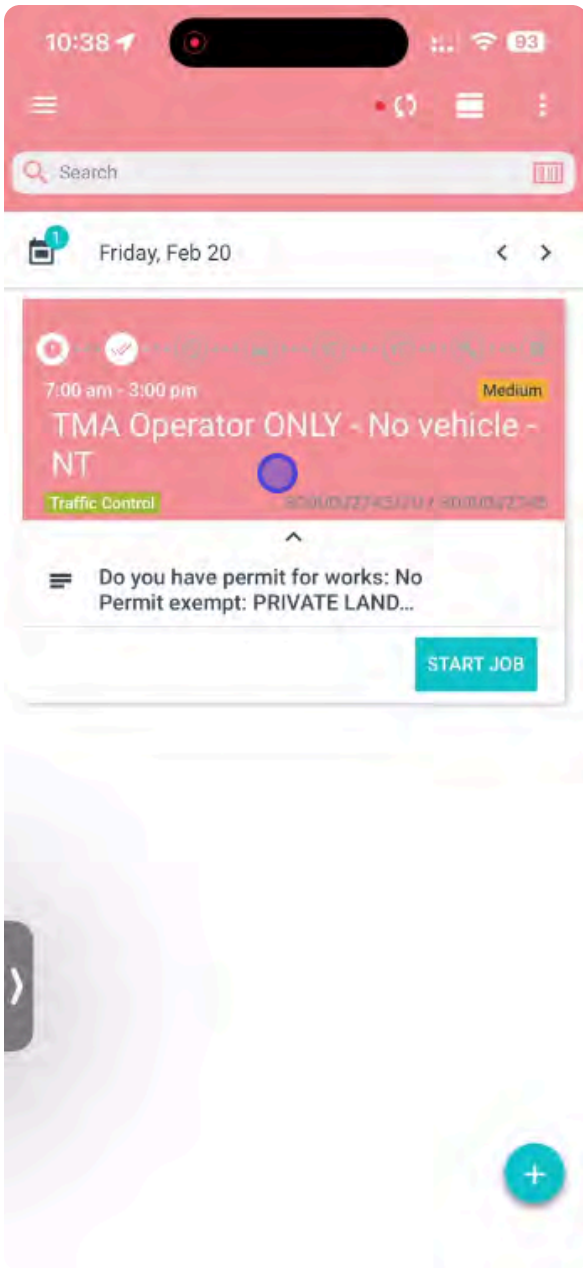 10:38
93
Search
1
Friday, Feb 20
7:00 am - 3:00 pm
Medium
TMA Operator ONLY - No vehicle -
NT
Traffic Control
Do you have permit for works: No
Permit exempt: PRIVATE LAND...
START JOB